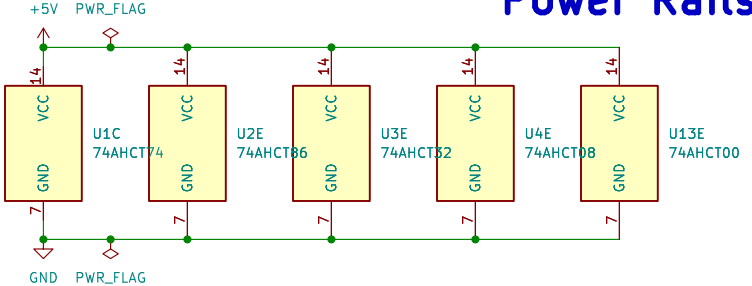 Power Rails
+5V PWR_FLAG
14 14 14 14 14
VCC VCC VCC VCC VCC
U1C U2E U3E U4E U13E
74AHCT74 74AHCT86 74AHCT32 74AHCT08 74AHCT00
GND GND GND GND GND
7 7 7 7 7
GND PWR_FLAG